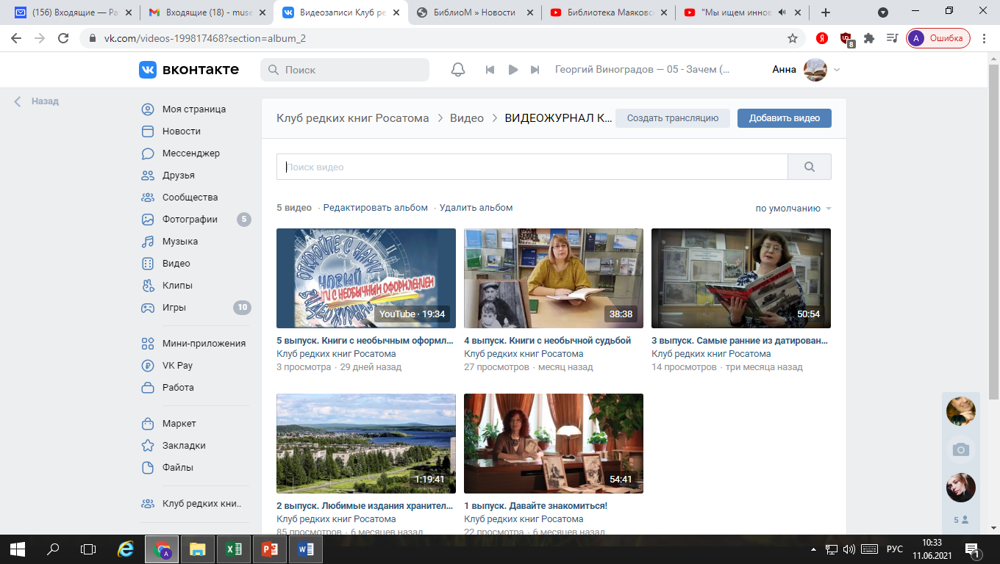 (156) Входящие — Ра
Входящие (18) - muse
Видеозаписи Клуб ре
БиблиоМ » Новости
Библиотека Маяковс
"Мы ищем иннов
vk.com/videos-199817468?section=album_2
8
А
Ошибка
вконтакте
Поиск
Георгий Виноградов — 05 - Зачем (...
Анна
Назад
Моя страница
Новости
Мессенджер
Друзья
Сообщества
Фотографии 5
Музыка
Видео
Клипы
Игры 10
Мини-приложения
VK Pay
Работа
Маркет
Закладки
Файлы
Клуб редких кни..
Клуб редких книг Росатома > Видео > ВИДЕОЖУРНАЛ К...
Создать трансляцию
Добавить видео
Поиск видео
5 видео · Редактировать альбом · Удалить альбом
по умолчанию
ОТКРОЙТЕ С НАМИ
НОВЫЙ
ГИ С НЕОБЫЧНЫМ ОФОРМЛЕНИЕМ
ВИДЕОЖУРНАЛ
YouTube · 19:34
5 выпуск. Книги с необычным оформл...
Клуб редких книг Росатома
3 просмотра · 29 дней назад
38:38
4 выпуск. Книги с необычной судьбой
Клуб редких книг Росатома
27 просмотров · месяц назад
50:54
3 выпуск. Самые ранние из датирован...
Клуб редких книг Росатома
14 просмотров · три месяца назад
1:19:41
2 выпуск. Любимые издания хранител...
Клуб редких книг Росатома
85 просмотров · 6 месяцев назад
54:41
1 выпуск. Давайте знакомиться!
Клуб редких книг Росатома
22 просмотра · 6 месяцев назад
5
РУС
10:33
11.06.2021
1